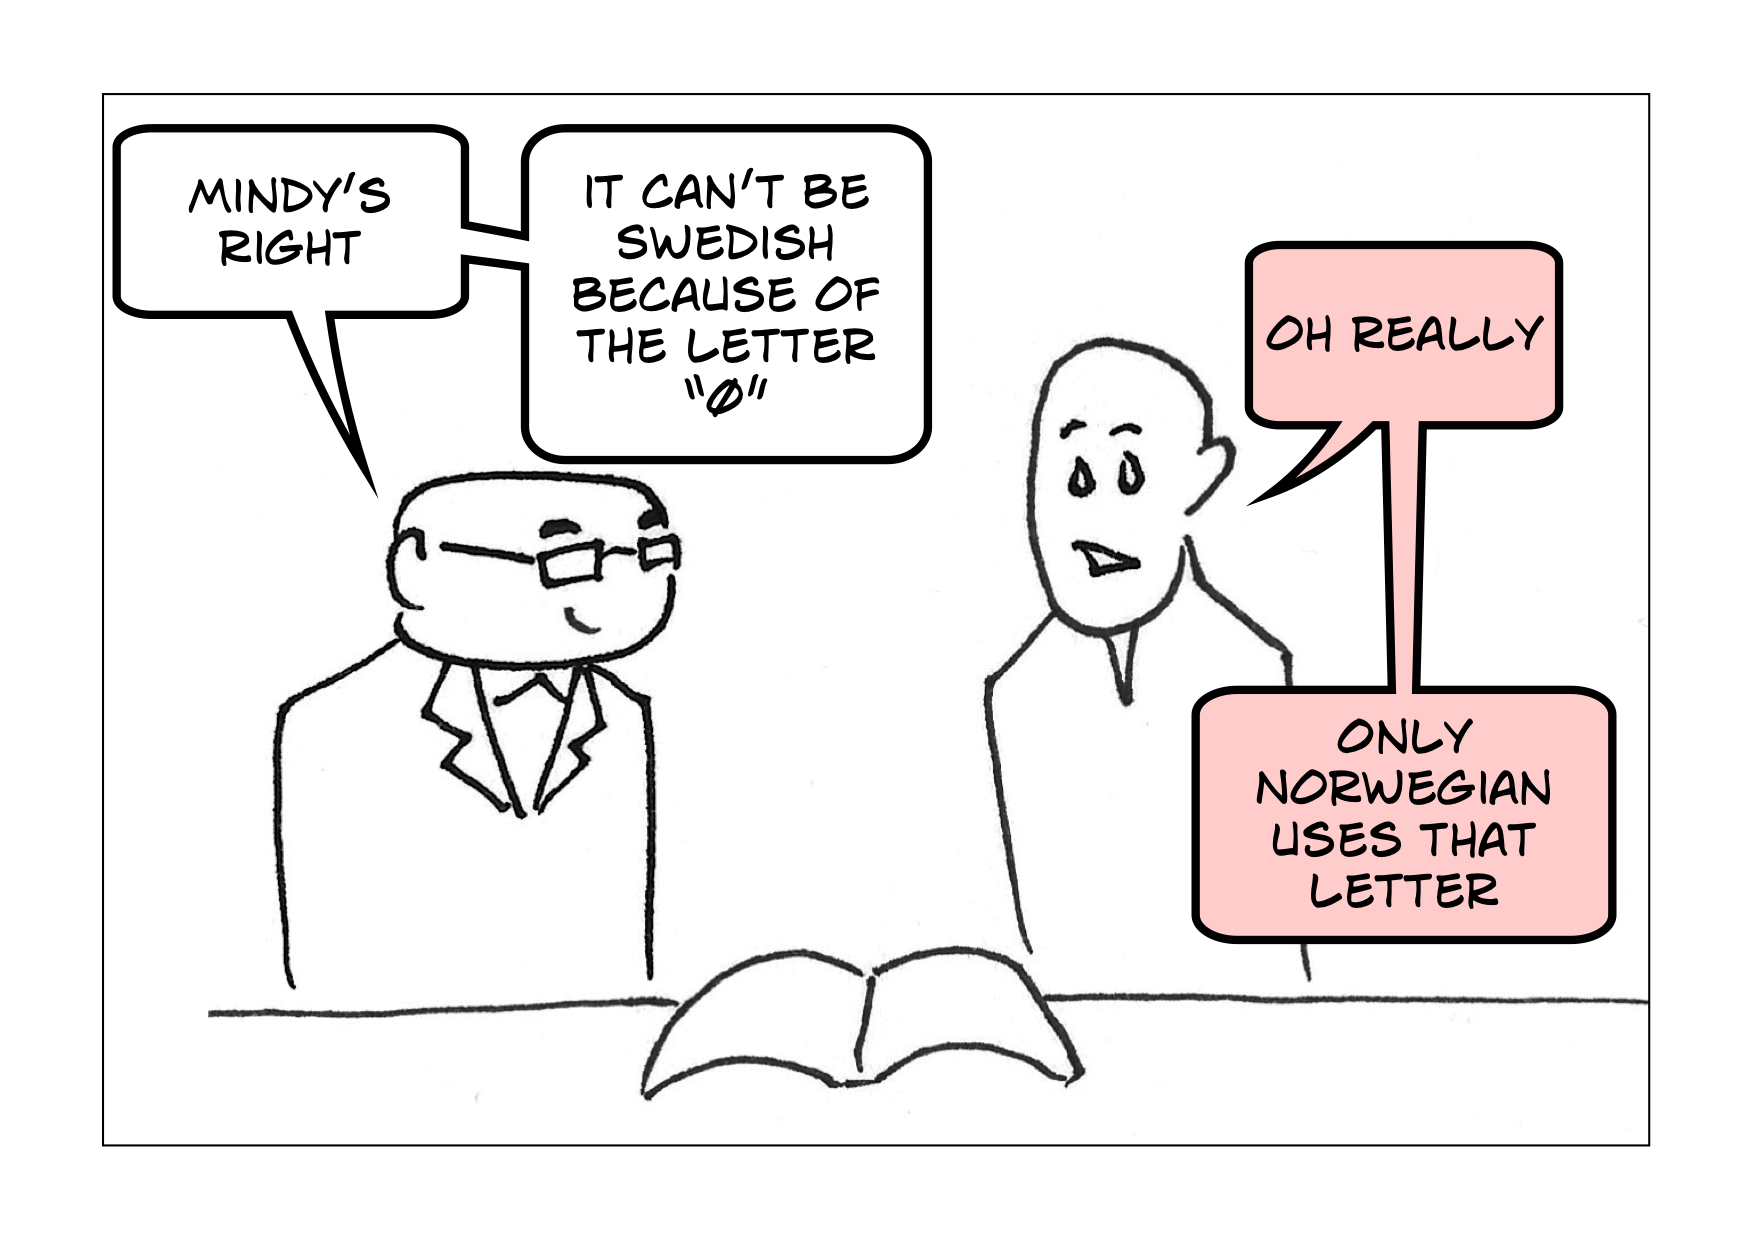 MINDY'S
RIGHT
IT CAN'T BE
SWEDISH
BECAUSE OF
THE LETTER
"Ø"
OH REALLY
ONLY
NORWEGIAN
USES THAT
LETTER